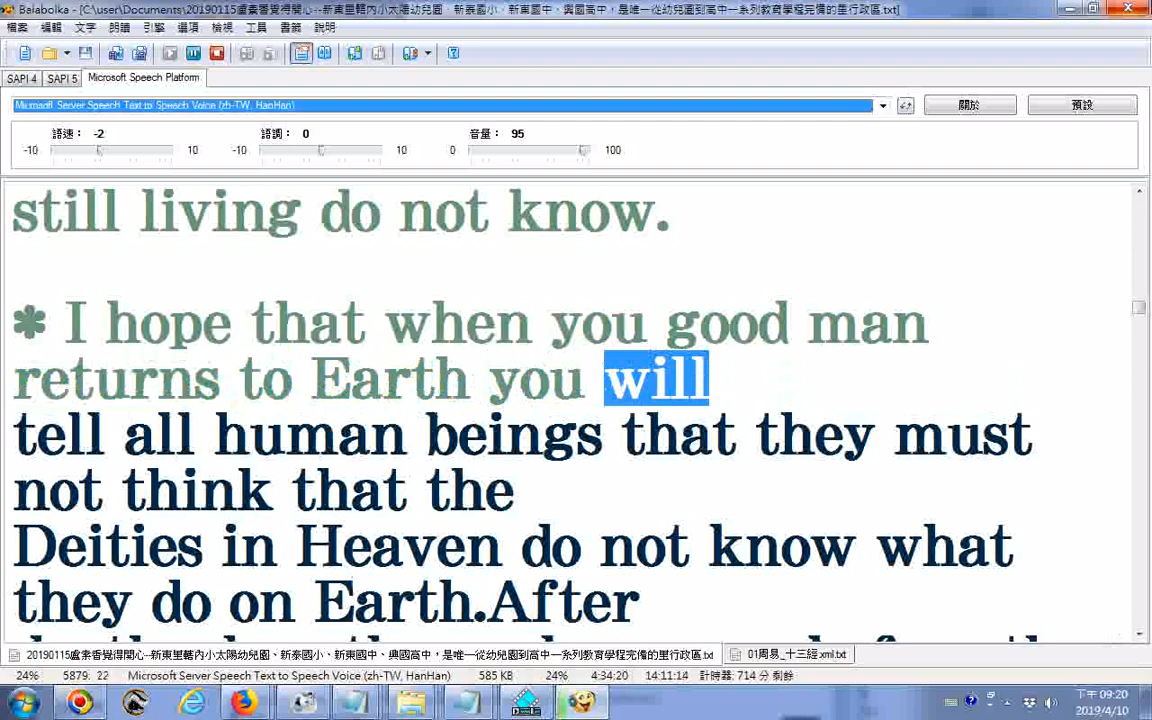 Balabolka - [C:\user\Documents\20190115盧素香覺得開心--新東里轄內小太陽幼兒園、新泰國小、新東國中、興國高中，是唯一從幼兒園到高中一系列教育學程完備的里行政區.txt]
檔案 編輯 文字 朗讀 引擎 選項 檢視 工具 書籤 說明
SAPI 4 SAPI 5 Microsoft Speech Platform
Microsoft Server Speech Text to Speech Voice (zh-TW, HanHan) 關於 預設
語速： -2 語調： 0 音量： 95
-10 10 -10 10 0 100
still living do not know.
* I hope that when you good man
returns to Earth you will
tell all human beings that they must
not think that the
Deities in Heaven do not know what
they do on Earth.After
20190115盧素香覺得開心--新東里轄內小太陽幼兒園、新泰國小、新東國中、興國高中，是唯一從幼兒園到高中一系列教育學程完備的里行政區.txt 01周易_十三經.xml.txt
24% 5879. 22 Microsoft Server Speech Text to Speech Voice (zh-TW, HanHan) 585 KB 24% 4:34:20 14:11:14 計時器： 714 分 剩餘
下午 09:20
2019/4/10